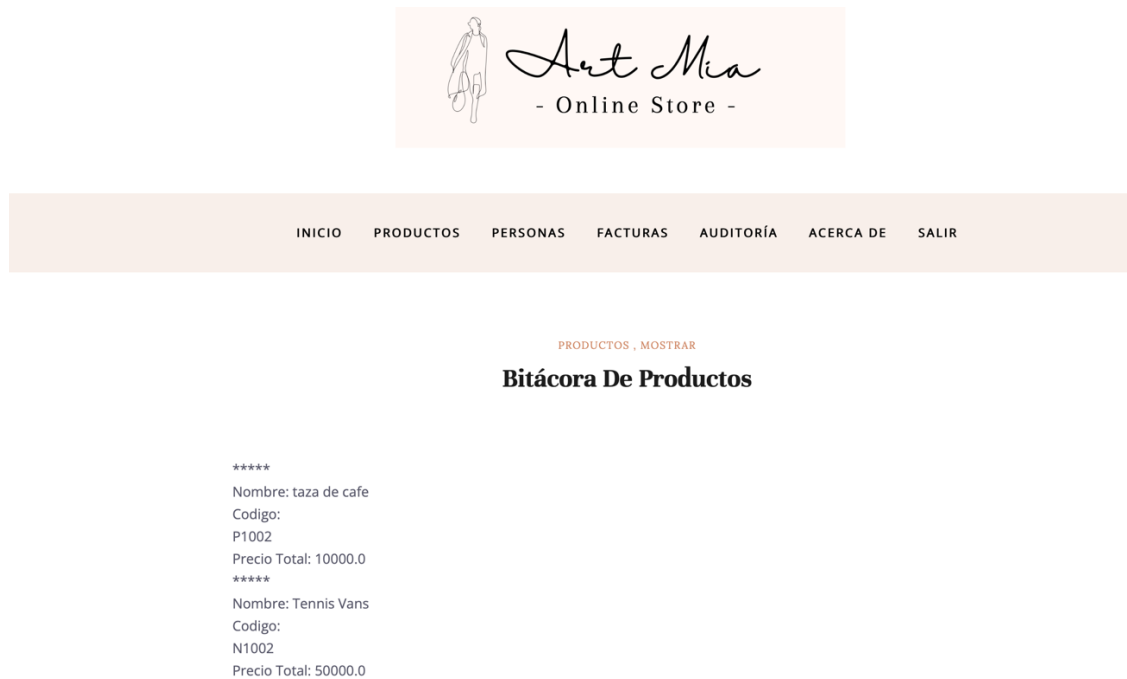 Art Mia
- Online Store -
INICIO PRODUCTOS PERSONAS FACTURAS AUDITORÍA ACERCA DE SALIR
PRODUCTOS , MOSTRAR
Bitácora De Productos
*****
Nombre: taza de cafe
Codigo:
P1002
Precio Total: 10000.0
*****
Nombre: Tennis Vans
Codigo:
N1002
Precio Total: 50000.0